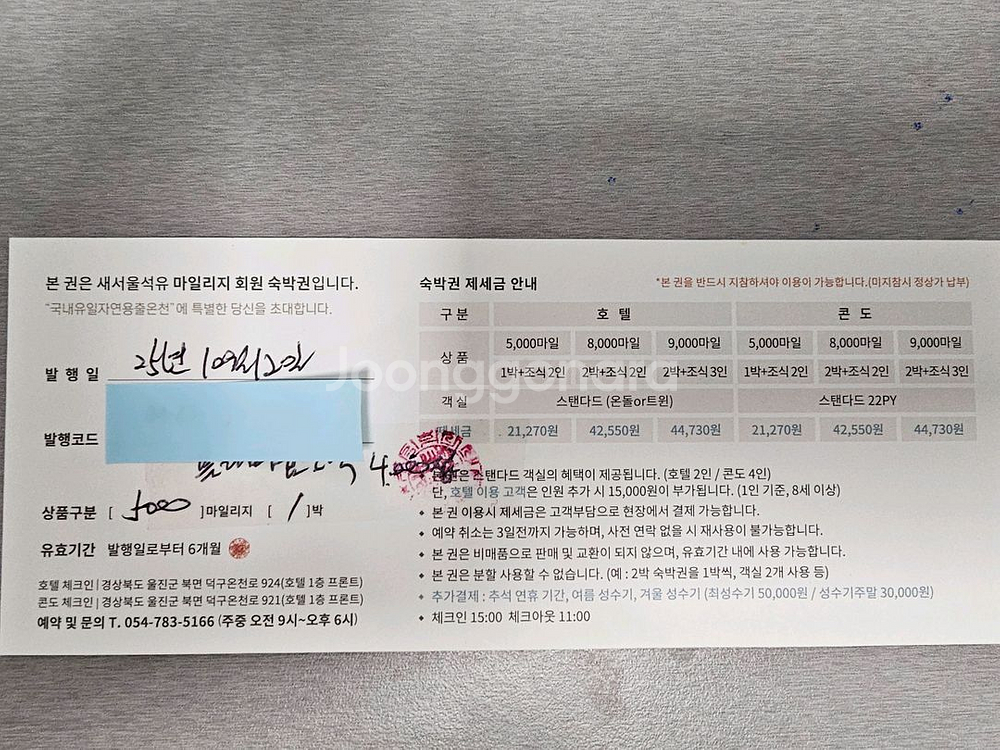 본 권은 새서울석유 마일리지 회원 숙박권입니다.
“국내유일자연용출온천”에 특별한 당신을 초대합니다.
발 행 일 25년 10월
발행코드
상품구분 [ 5000 ]마일리지 [ 1 ]박
유효기간 발행일로부터 6개월
호텔 체크인 | 경상북도 울진군 북면 덕구온천로 924(호텔 1층 프론트)
콘도 체크인 | 경상북도 울진군 북면 덕구온천로 921(호텔 1층 프론트)
예약 및 문의 T. 054-783-5166 (주중 오전 9시~오후 6시)
숙박권 제세금 안내
*본 권을 반드시 지참하셔야 이용이 가능합니다.(미지참시 정상가 납부)
구 분 호 텔 콘 도
상 품 5,000마일 8,000마일 9,000마일 5,000마일 8,000마일 9,000마일
1박+조식 2인 2박+조식 2인 2박+조식 3인 1박+조식 2인 2박+조식 2인 2박+조식 3인
객 실 스탠다드 (온돌or트윈) 스탠다드 22PY
제세금 21,270원 42,550원 44,730원 21,270원 42,550원 44,730원
본 권은 스탠다드 객실의 혜택이 제공됩니다. (호텔 2인 / 콘도 4인)
단, 호텔 이용 고객은 인원 추가 시 15,000원이 부가됩니다. (1인 기준, 8세 이상)
본 권 이용시 제세금은 고객부담으로 현장에서 결제 가능합니다.
예약 취소는 3일전까지 가능하며, 사전 연락 없을 시 재사용이 불가능합니다.
본 권은 비매품으로 판매 및 교환이 되지 않으며, 유효기간 내에 사용 가능합니다.
본 권은 분할 사용할 수 없습니다. (예 : 2박 숙박권을 1박씩, 객실 2개 사용 등)
추가결제 : 추석 연휴 기간, 여름 성수기, 겨울 성수기 (최성수기 50,000원 / 성수기주말 30,000원)
체크인 15:00 체크아웃 11:00
Joonggonara